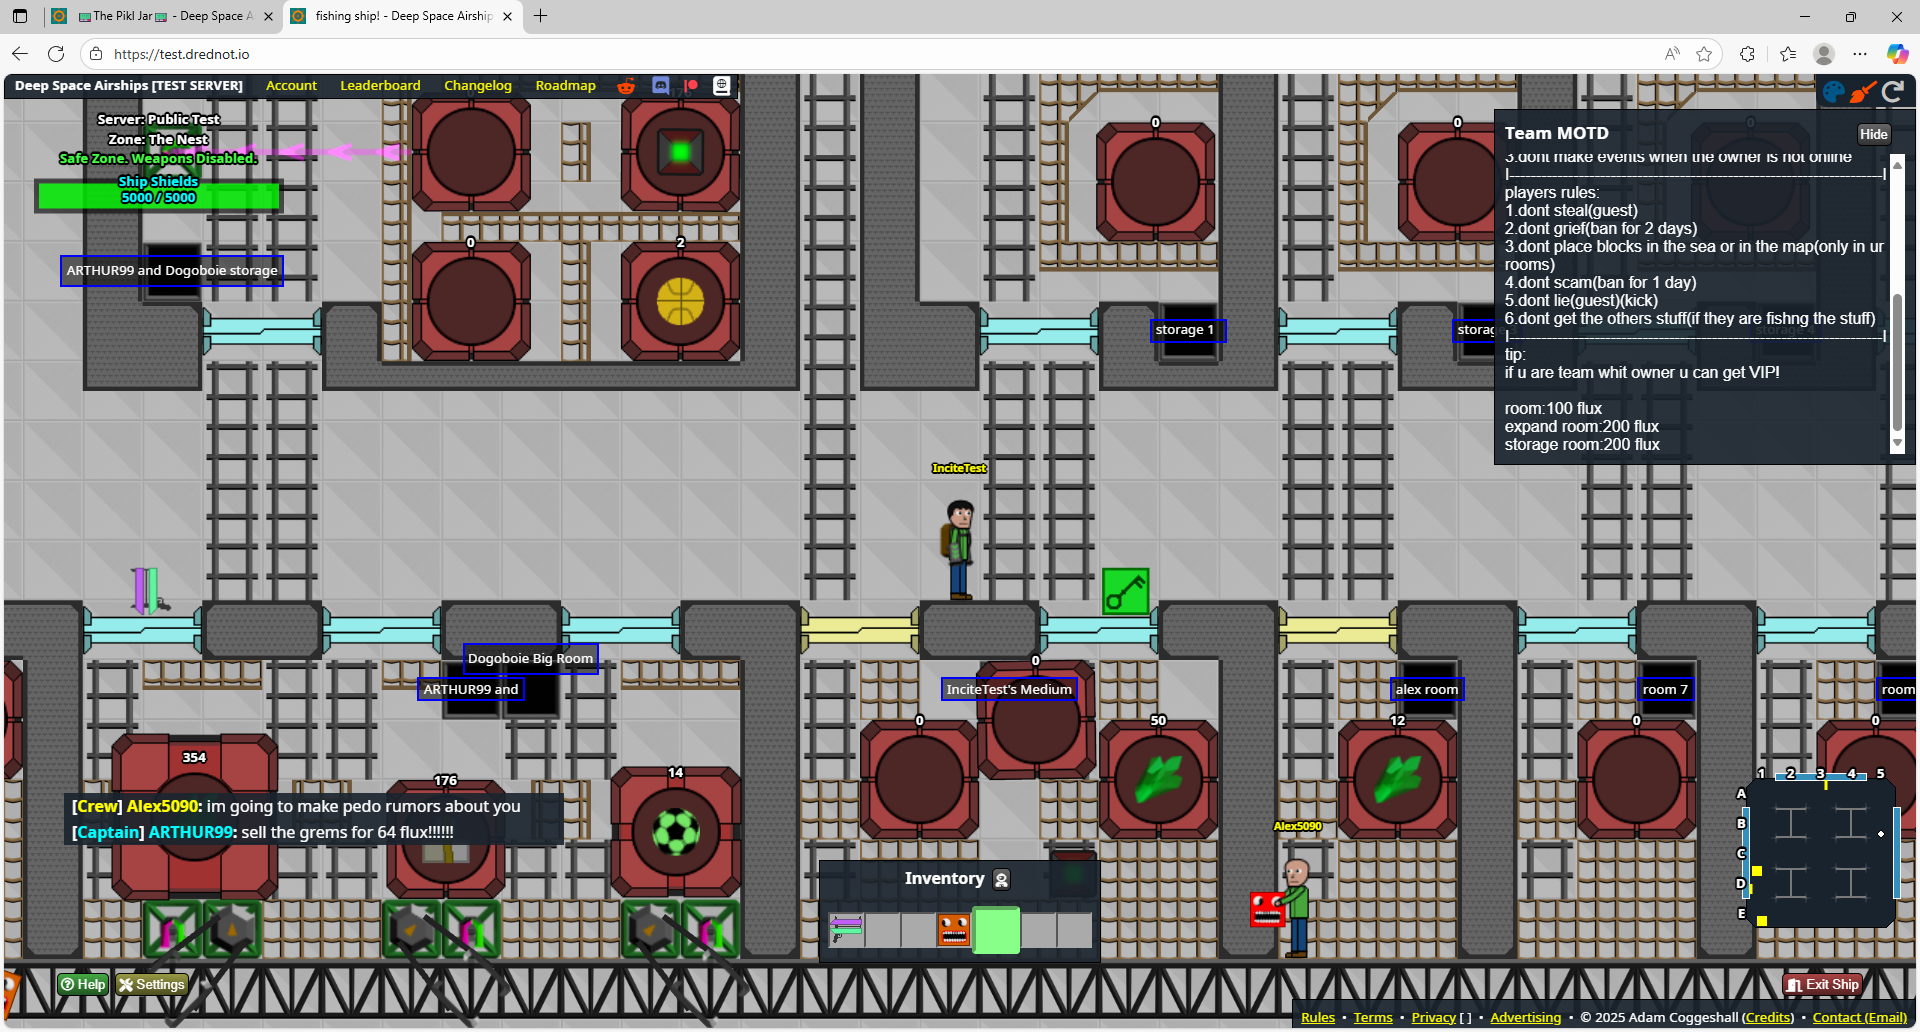 The Pikl Jar - Deep Space A
fishing ship! - Deep Space Airship
https://test.drednot.io
Deep Space Airships [TEST SERVER]
Account
Leaderboard
Changelog
Roadmap
Server: Public Test
Zone: The Nest
Safe Zone. Weapons Disabled.
Ship Shields
5000 / 5000
Team MOTD
Hide
3.dont make events when the owner is not online
|----------------------------------------------------------------------|
players rules:
1.dont steal(guest)
2.dont grief(ban for 2 days)
3.dont place blocks in the sea or in the map(only in ur
rooms)
4.dont scam(ban for 1 day)
5.dont lie(guest)(kick)
6.dont get the others stuff(if they are fishng the stuff)
|----------------------------------------------------------------------|
tip:
if u are team whit owner u can get VIP!
room:100 flux
expand room:200 flux
storage room:200 flux
0
0
0
2
ARTHUR99 and Dogoboie storage
storage 1
InciteTest
Dogoboie Big Room
ARTHUR99 and
InciteTest's Medium
alex room
room 7
room
0
0
50
12
0
0
354
176
14
[Crew] Alex5090: im going to make pedo rumors about you
[Captain] ARTHUR99: sell the grems for 64 flux!!!!!!
Alex5090
Inventory
1 2 3 4 5
A
B
C
D
E
Help
Settings
Exit Ship
Rules • Terms • Privacy [ ] • Advertising • © 2025 Adam Coggeshall (Credits) • Contact (Email)